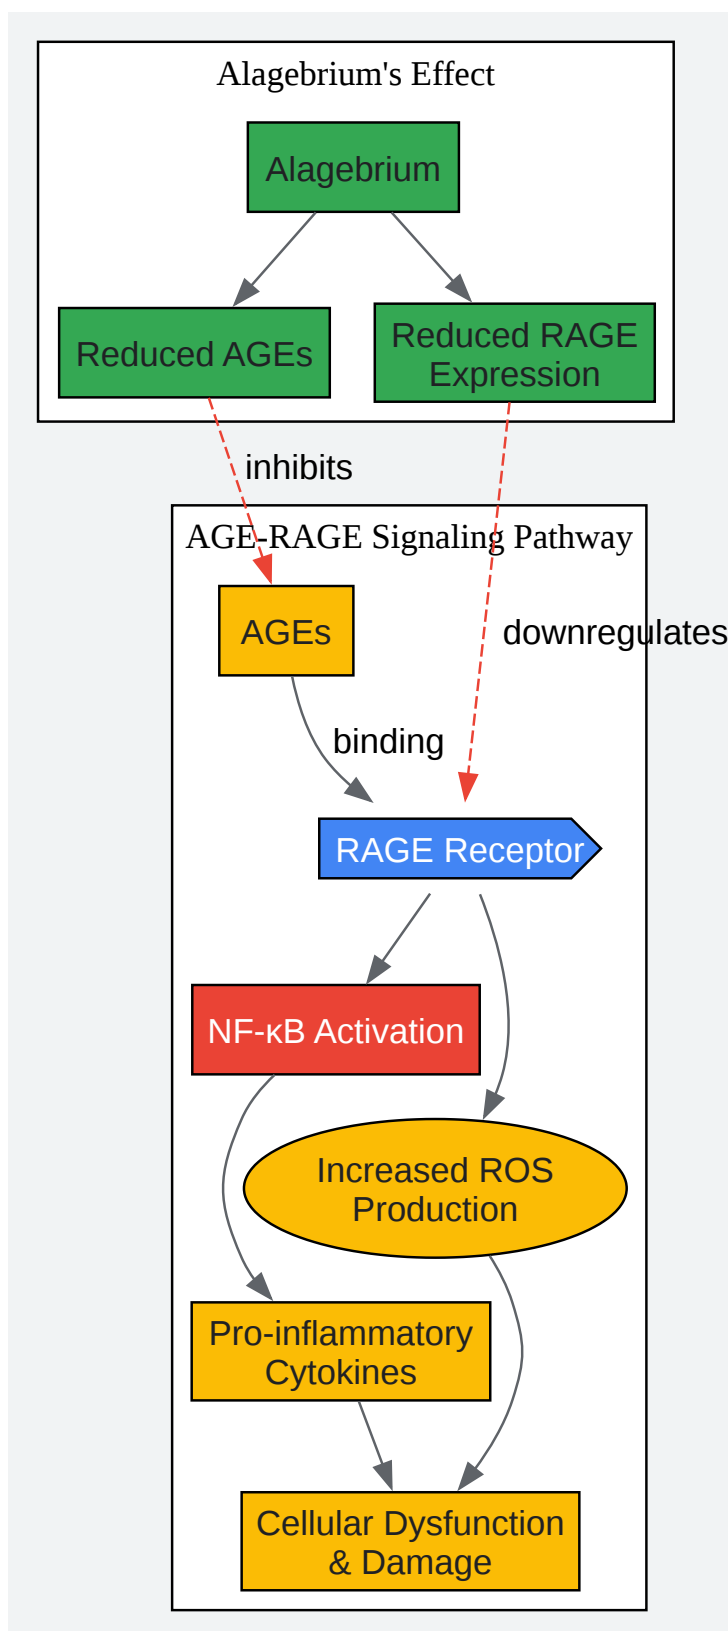 Alagebrium's Effect
Alagebrium
Reduced AGEs
Reduced RAGE
Expression
inhibits
AGE-RAGE Signaling Pathway
AGEs
downregulates
binding
RAGE Receptor
NF-κB Activation
Increased ROS
Production
Pro-inflammatory
Cytokines
Cellular Dysfunction
& Damage